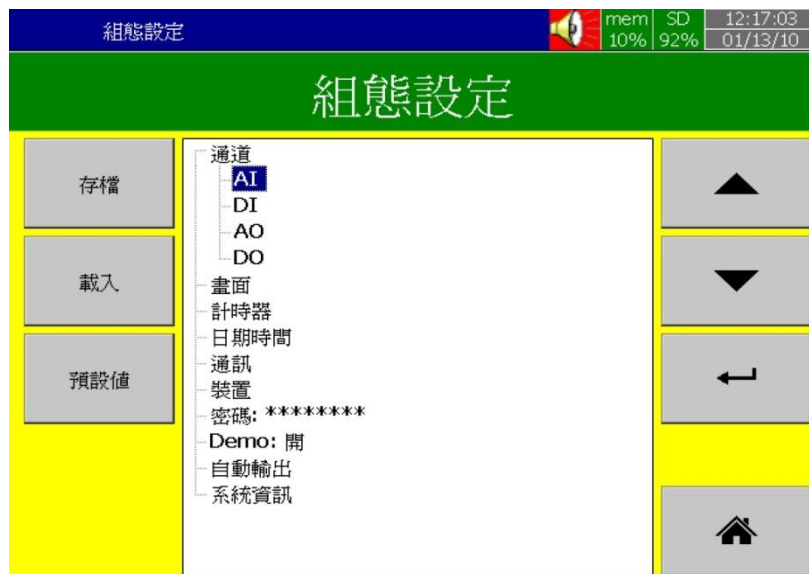 組態設定
mem SD 12:17:03
10% 92% 01/13/10
組態設定
存檔
載入
預設值
通道
AI
DI
AO
DO
畫面
計時器
日期時間
通訊
裝置
密碼: ********
Demo: 開
自動輸出
系統資訊